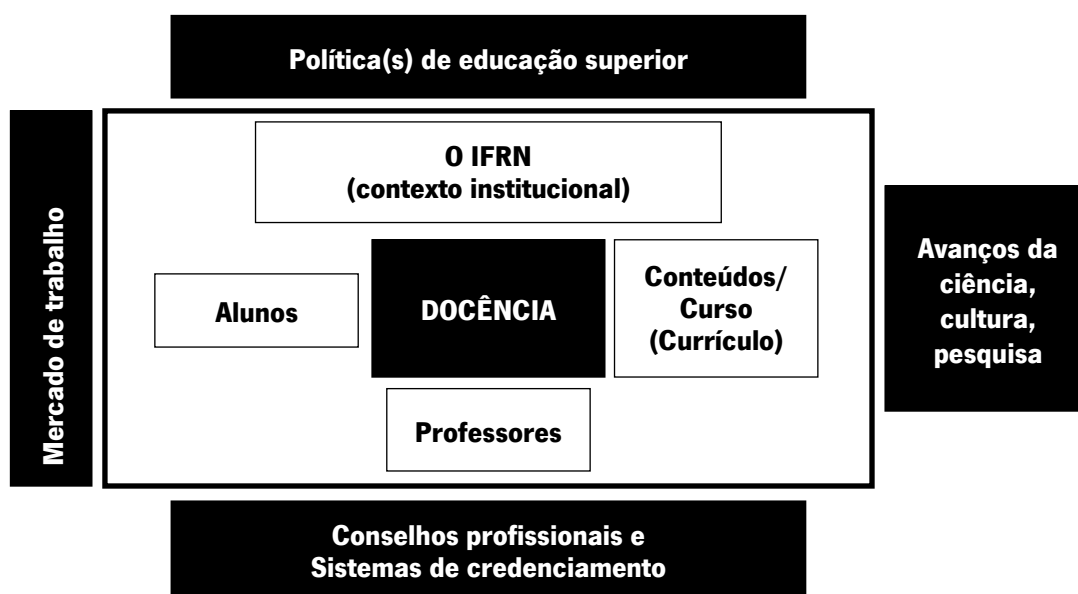 Política(s) de educação superior
O IFRN
(contexto institucional)
Mercado de trabalho
Alunos
DOCÊNCIA
Conteúdos/
Curso
(Currículo)
Avanços da
ciência,
cultura,
pesquisa
Professores
Conselhos profissionais e
Sistemas de credenciamento